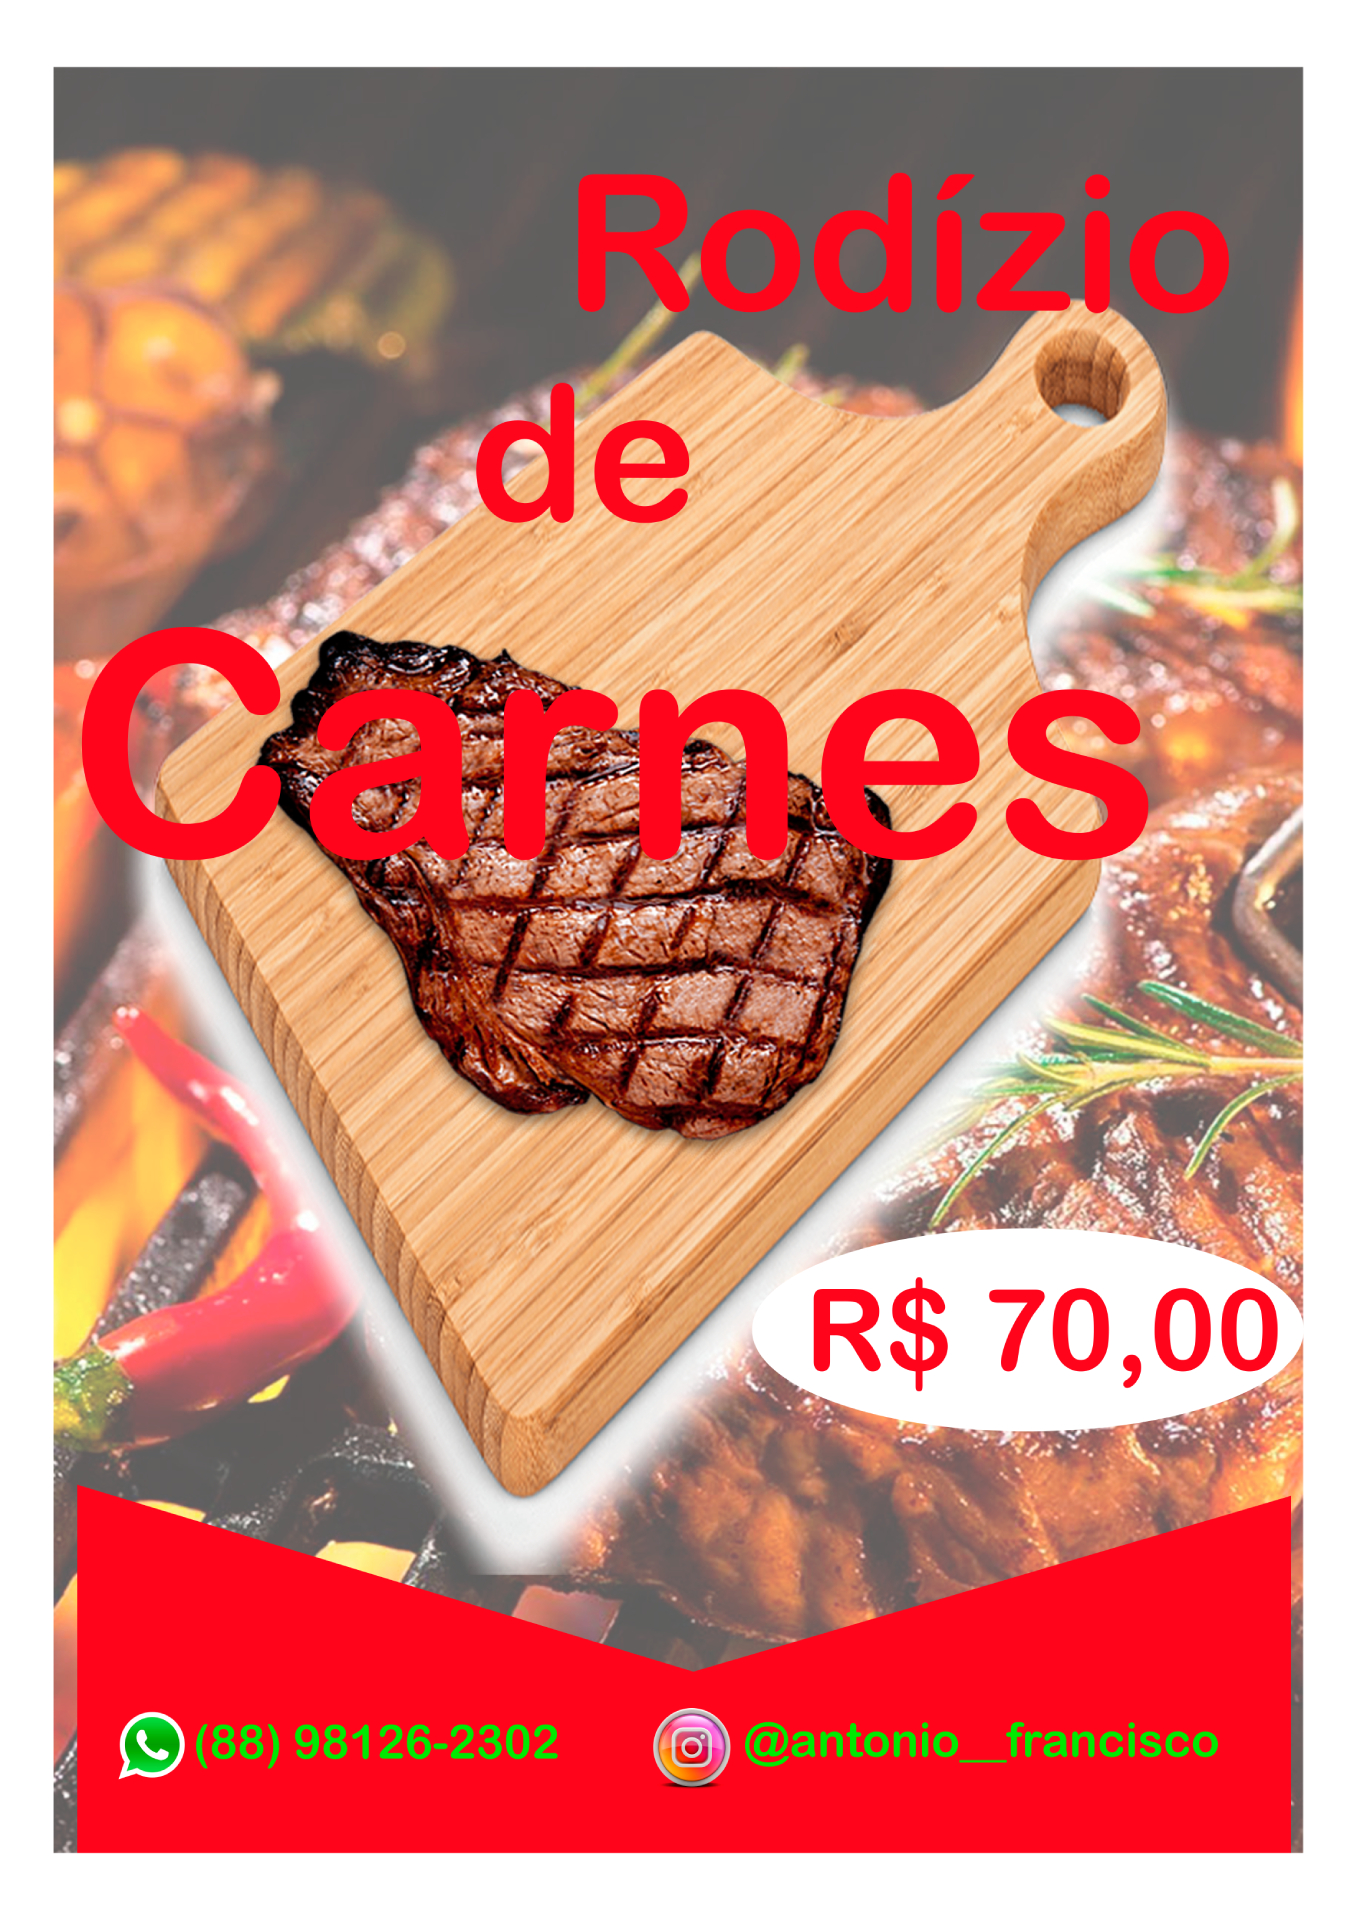 Rodízio
de
Carnes
R$ 70,00
(88) 98126-2302
@antonio__francisco